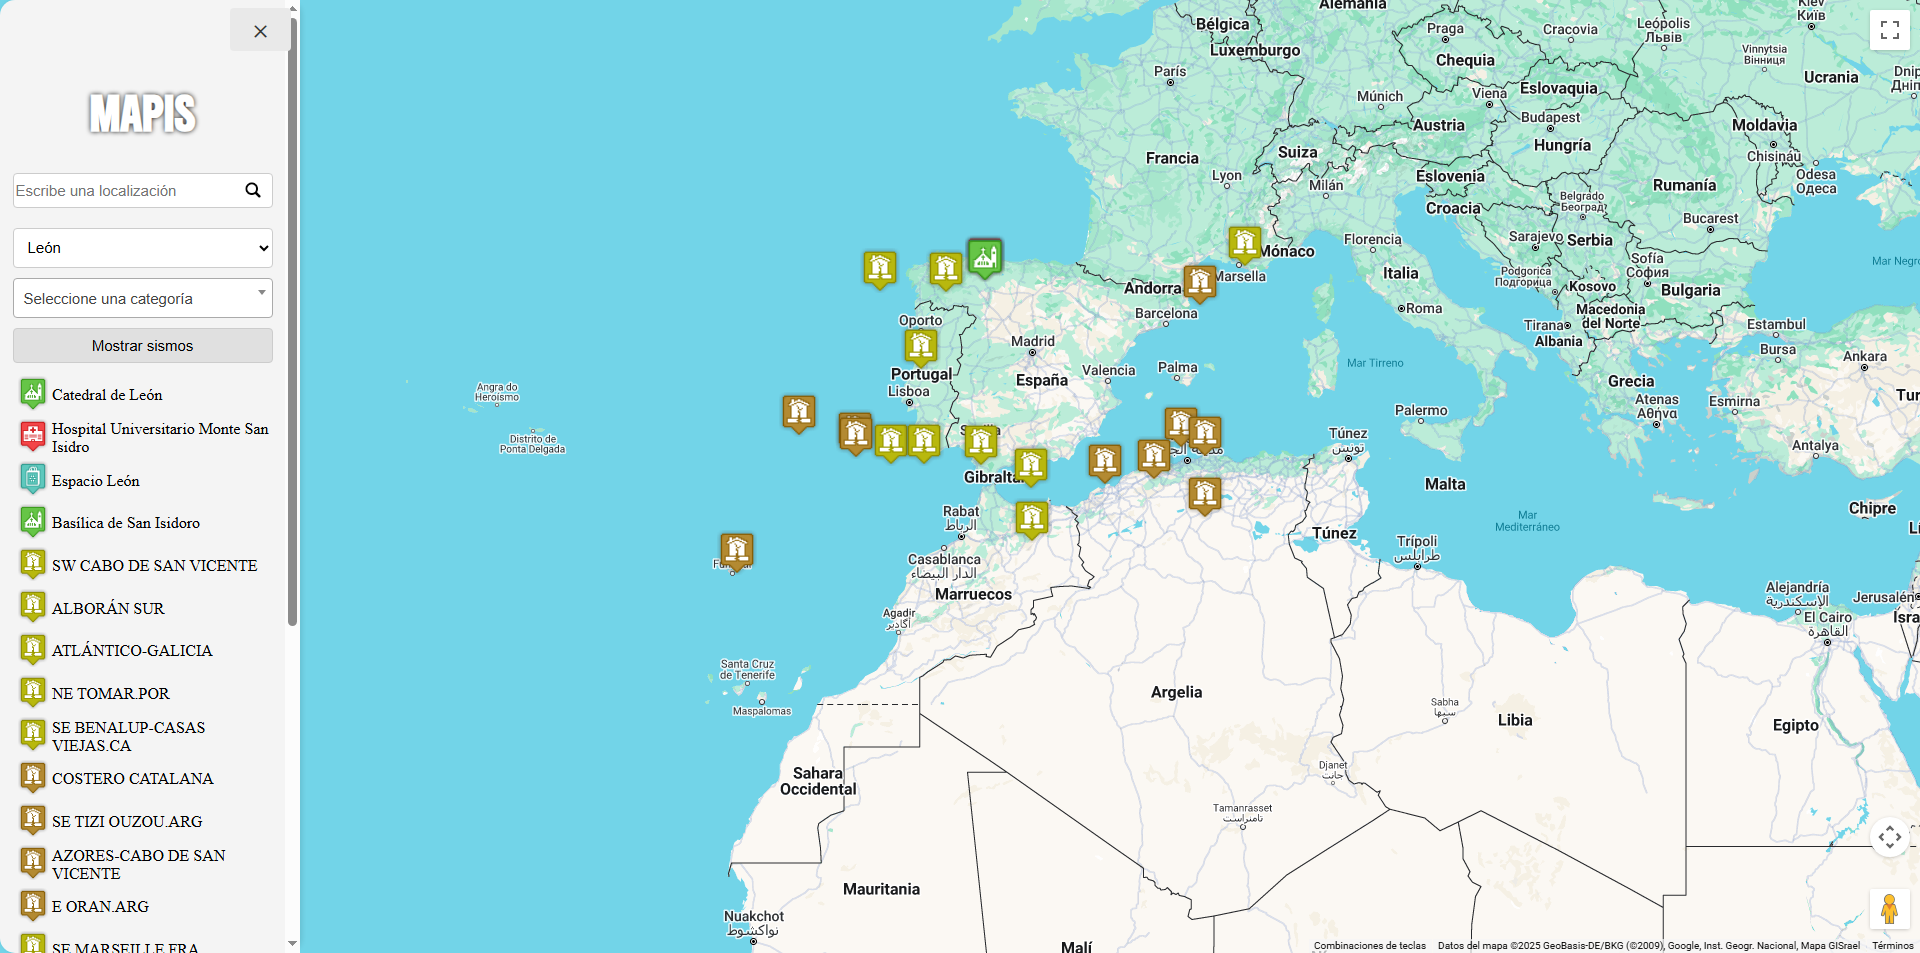 MAPIS
Escribe una localización
León
Seleccione una categoría
Mostrar sismos
Catedral de León
Hospital Universitario Monte San
Isidro
Espacio León
Basílica de San Isidoro
SW CABO DE SAN VICENTE
ALBORÁN SUR
ATLÁNTICO-GALICIA
NE TOMAR.POR
SE BENALUP-CASAS
VIEJAS.CA
COSTERO CATALANA
SE TIZI OUZOU.ARG
AZORES-CABO DE SAN
VICENTE
E ORAN.ARG
SE MARSEILLE.FRA
Alemania
Bélgica
Luxemburgo
Praga
Chequia
Cracovia
Leópolis
Львів
Kiev
Київ
Vinnytsia
Вінниця
Ucrania
París
Múnich
Viena
Eslovaquia
Austria
Budapest
Hungría
Moldavia
Chisináu
Odesa
Одеса
Francia
Suiza
Lyon
Milán
Eslovenia
Croacia
Belgrado
Београд
Rumanía
Bucarest
Mónaco
Marsella
Florencia
Sarajevo
Serbia
Italia
Podgorica
Подгорица
Kosovo
Sofía
София
Bulgaria
Mar Negro
Andorra
Barcelona
Roma
Macedonia
del Norte
Tirana
Albania
Estambul
Bursa
Ankara
Oporto
Madrid
Portugal
Lisboa
España
Valencia
Palma
Mar Tirreno
Grecia
Atenas
Αθήνα
Esmirna
Antalya
Palermo
Angra do
Heroísmo
Distrito de
Ponta Delgada
Túnez
تونس
Malta
Chipre
Rabat
الرباط
Casablanca
الدار البيضاء
Marruecos
Agadir
أكادير
Túnez
Mar
Mediterráneo
Trípoli
طرابلس
Alejandría
الإسكندرية
Jerusalén
El Cairo
القاهرة
Santa Cruz
de Tenerife
Maspalomas
Argelia
Sabha
سبها
Libia
Egipto
Sahara
Occidental
Djanet
جانت
Tamanrasset
تامنراست
Mauritania
Nuakchot
نواكشوط
Malí
Combinaciones de teclas
Datos del mapa ©2025 GeoBasis-DE/BKG (©2009), Google, Inst. Geogr. Nacional, Mapa GISrael
Términos